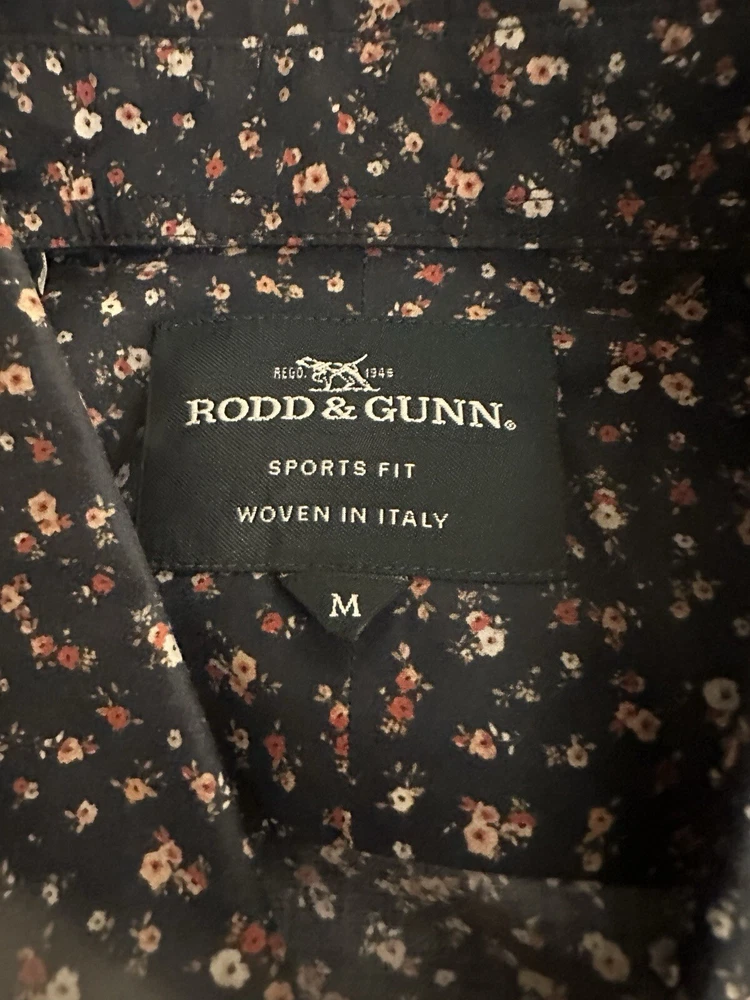 REGD. 1946
RODD & GUNN®
SPORTS FIT
WOVEN IN ITALY
M